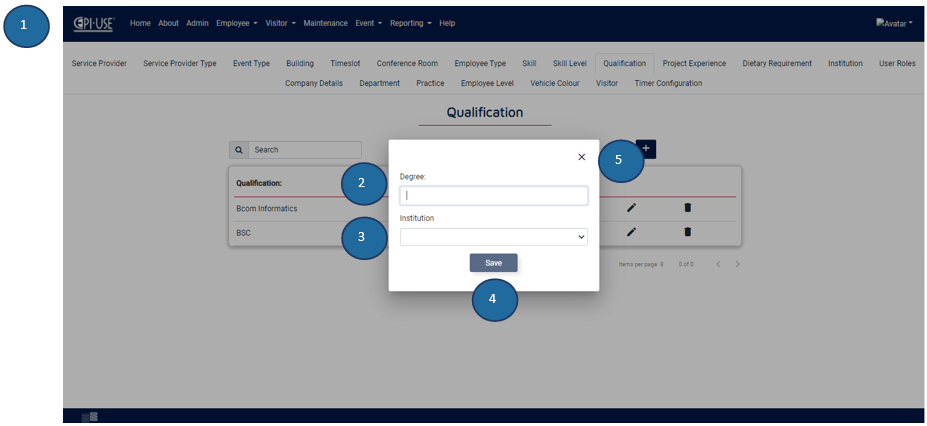 1
EPI·USE Home About Admin Employee Visitor Maintenance Event Reporting Help Avatar
Service Provider Service Provider Type Event Type Building Timeslot Conference Room Employee Type Skill Skill Level Qualification Project Experience Dietary Requirement Institution User Roles
Company Details Department Practice Employee Level Vehicle Colour Visitor Timer Configuration
Qualification
Search +
× 5
Degree:
Qualification: 2
Bcom Informatics
Institution
BSC 3
Save
Items per page: 8 0 of 0
4